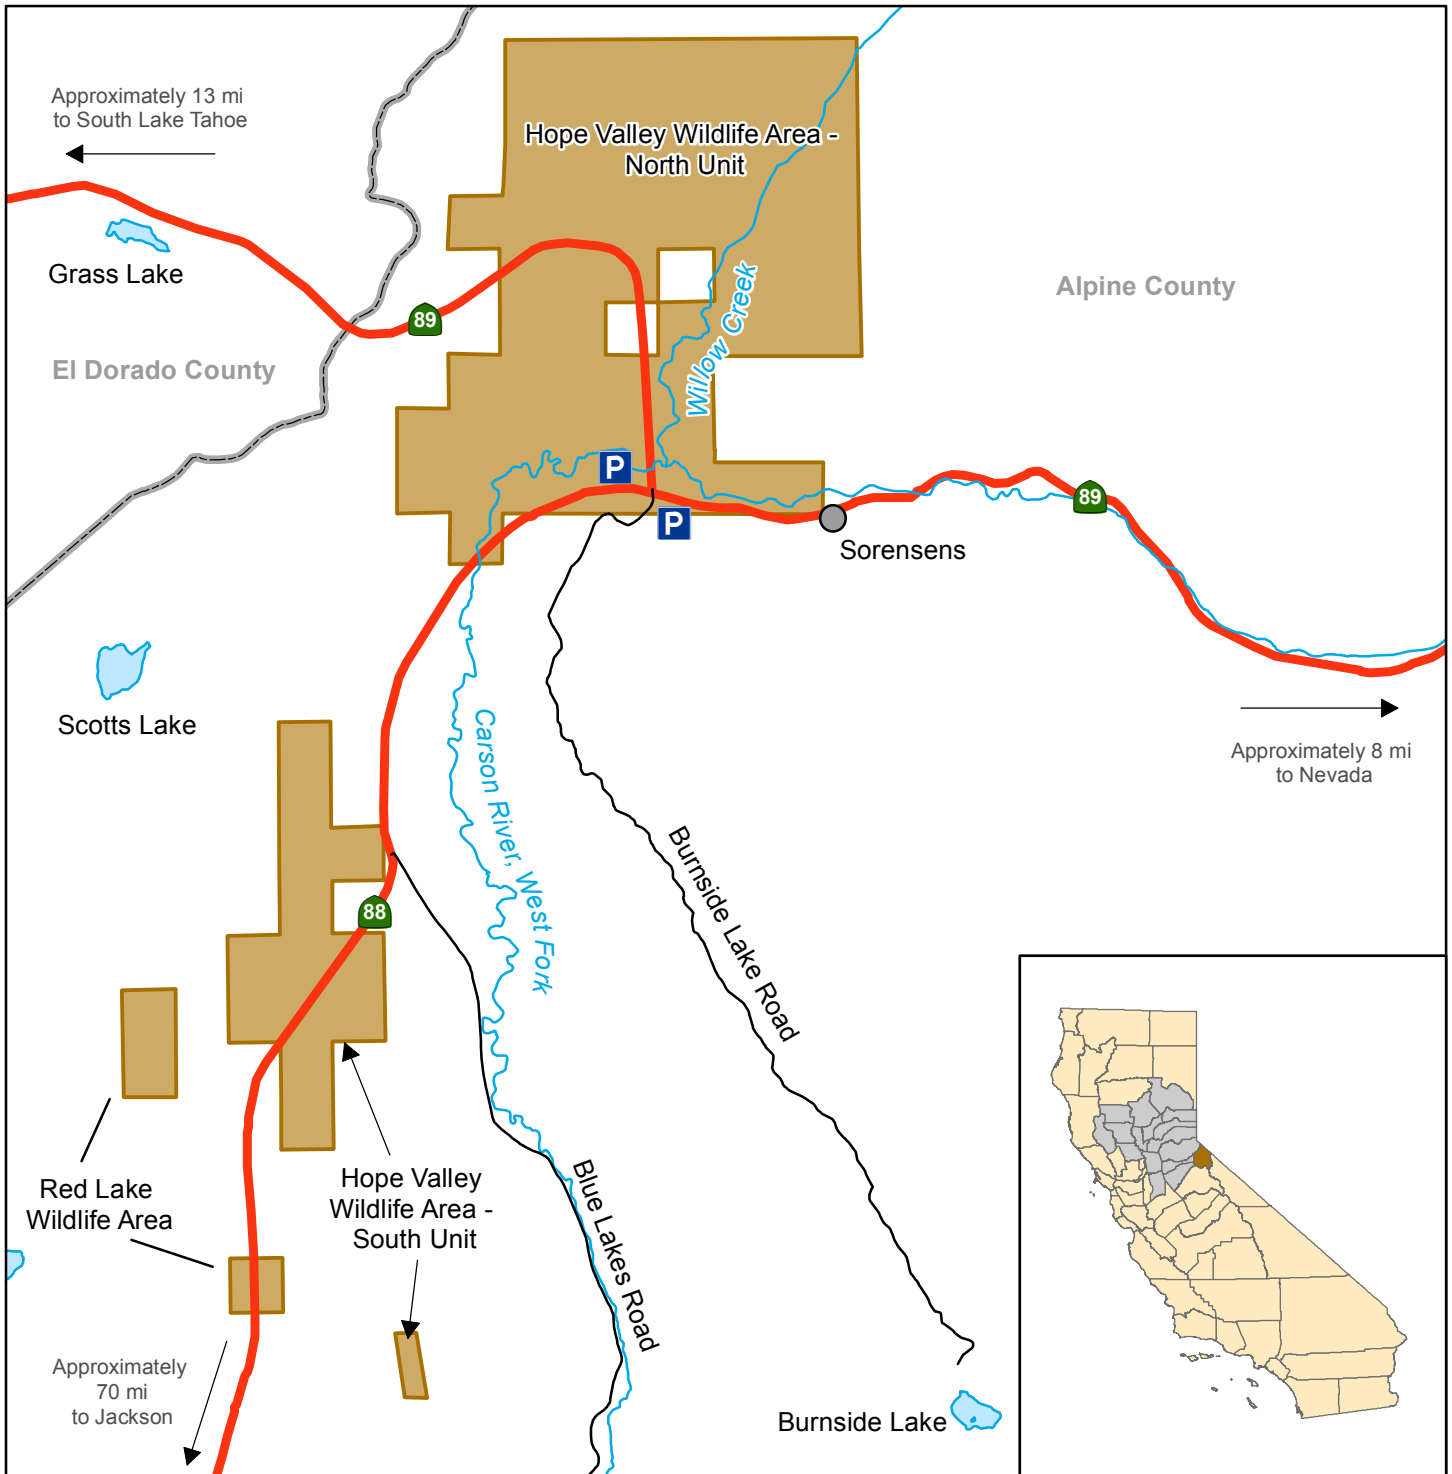 Approximately 13 mi
to South Lake Tahoe
Hope Valley Wildlife Area -
North Unit
Grass Lake
Alpine County
89
El Dorado County
Willow Creek
P
P
89
Sorensens
Scotts Lake
Carson River, West Fork
Approximately 8 mi
to Nevada
Burnside Lake Road
88
Red Lake
Wildlife Area
Hope Valley
Wildlife Area -
South Unit
Blue Lakes Road
Approximately
70 mi
to Jackson
Burnside Lake